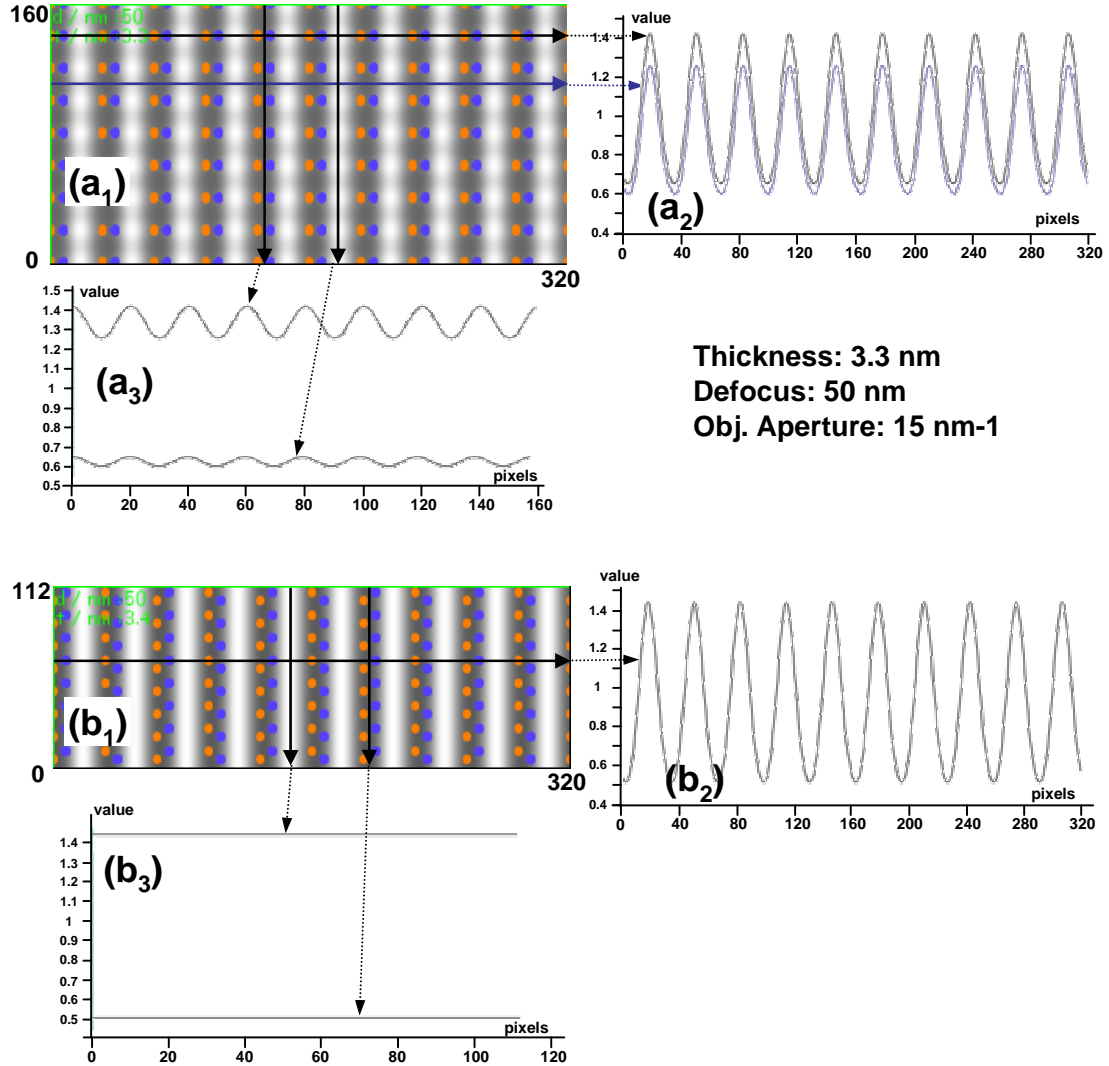 160
d / nm :50
t / nm :3.3
(a1)
0
320
value
1.4
1.2
1
0.8
0.6
0.4
(a2)
pixels
0 40 80 120 160 200 240 280 320
1.5
value
1.4
1.3
1.2
1.1
1
0.9
0.8
0.7
0.6
0.5
(a3)
pixels
0 20 40 60 80 100 120 140 160
Thickness: 3.3 nm
Defocus: 50 nm
Obj. Aperture: 15 nm-1
112
d / nm :50
t / nm :3.4
(b1)
0
320
value
1.4
1.2
1
0.8
0.6
0.4
(b2)
pixels
0 40 80 120 160 200 240 280 320
value
1.4
1.3
1.2
1.1
1
0.9
0.8
0.7
0.6
0.5
(b3)
pixels
0 20 40 60 80 100 120